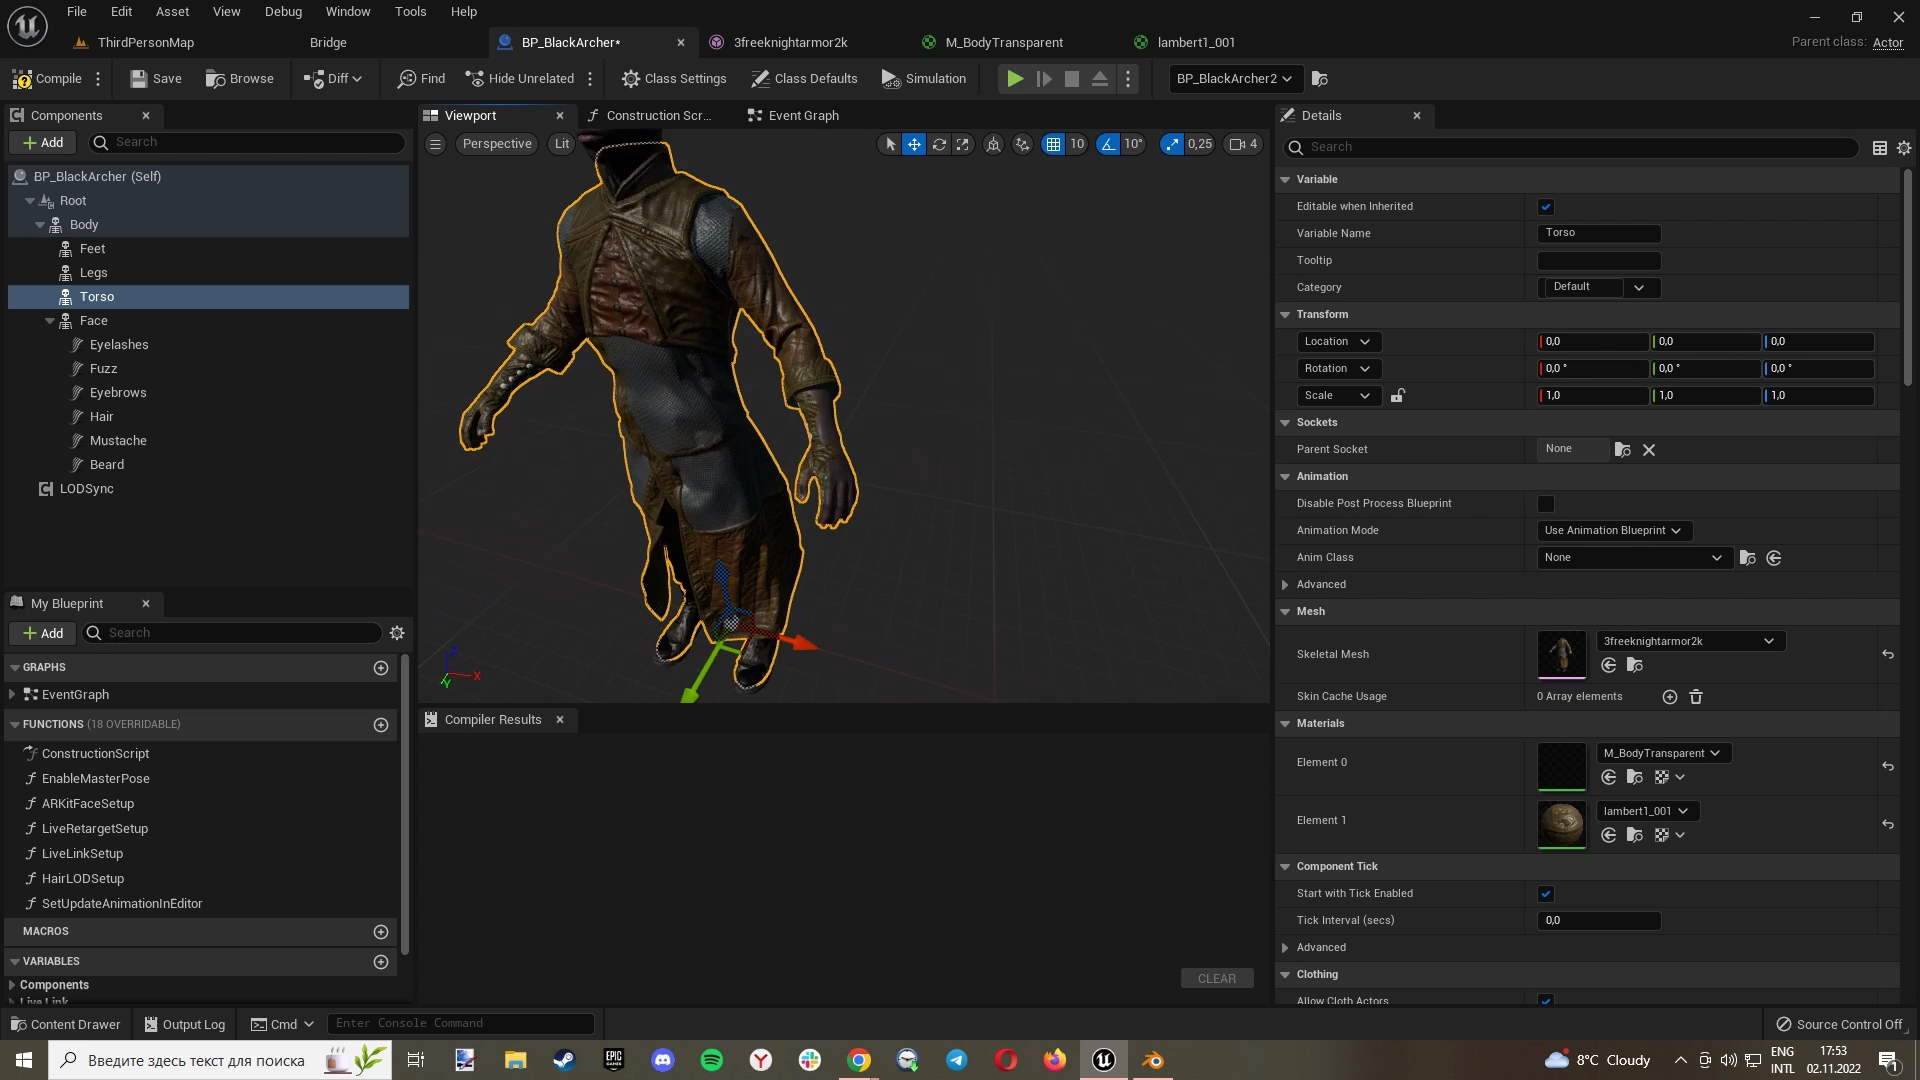 File Edit Asset View Debug Window Tools Help
ThirdPersonMap Bridge BP_BlackArcher* 3freeknightarmor2k M_BodyTransparent lambert1_001 Parent class: Actor
Compile Save Browse Diff Find Hide Unrelated Class Settings Class Defaults Simulation BP_BlackArcher2
Components
Add Search
BP_BlackArcher (Self)
Root
Body
Feet
Legs
Torso
Face
Eyelashes
Fuzz
Eyebrows
Hair
Mustache
Beard
LODSync
My Blueprint
Add Search
GRAPHS
EventGraph
FUNCTIONS (18 OVERRIDABLE)
ConstructionScript
EnableMasterPose
ARKitFaceSetup
LiveRetargetSetup
LiveLinkSetup
HairLODSetup
SetUpdateAnimationInEditor
MACROS
VARIABLES
Components
Live Link
Viewport Construction Scr... Event Graph
Perspective Lit 10 10° 0,25 4
Z
X
Y
Compiler Results
CLEAR
Details
Search
Variable
Editable when Inherited
Variable Name Torso
Tooltip
Category Default
Transform
Location 0,0 0,0 0,0
Rotation 0,0 ° 0,0 ° 0,0 °
Scale 1,0 1,0 1,0
Sockets
Parent Socket None
Animation
Disable Post Process Blueprint
Animation Mode Use Animation Blueprint
Anim Class None
Advanced
Mesh
Skeletal Mesh 3freeknightarmor2k
Skin Cache Usage 0 Array elements
Materials
Element 0 M_BodyTransparent
Element 1 lambert1_001
Component Tick
Start with Tick Enabled
Tick Interval (secs) 0,0
Advanced
Clothing
Allow Cloth Actors
Content Drawer Output Log Cmd Enter Console Command Source Control Off
Введите здесь текст для поиска EPIC GAMES 8°C Cloudy ENG INTL 17:53 02.11.2022 1